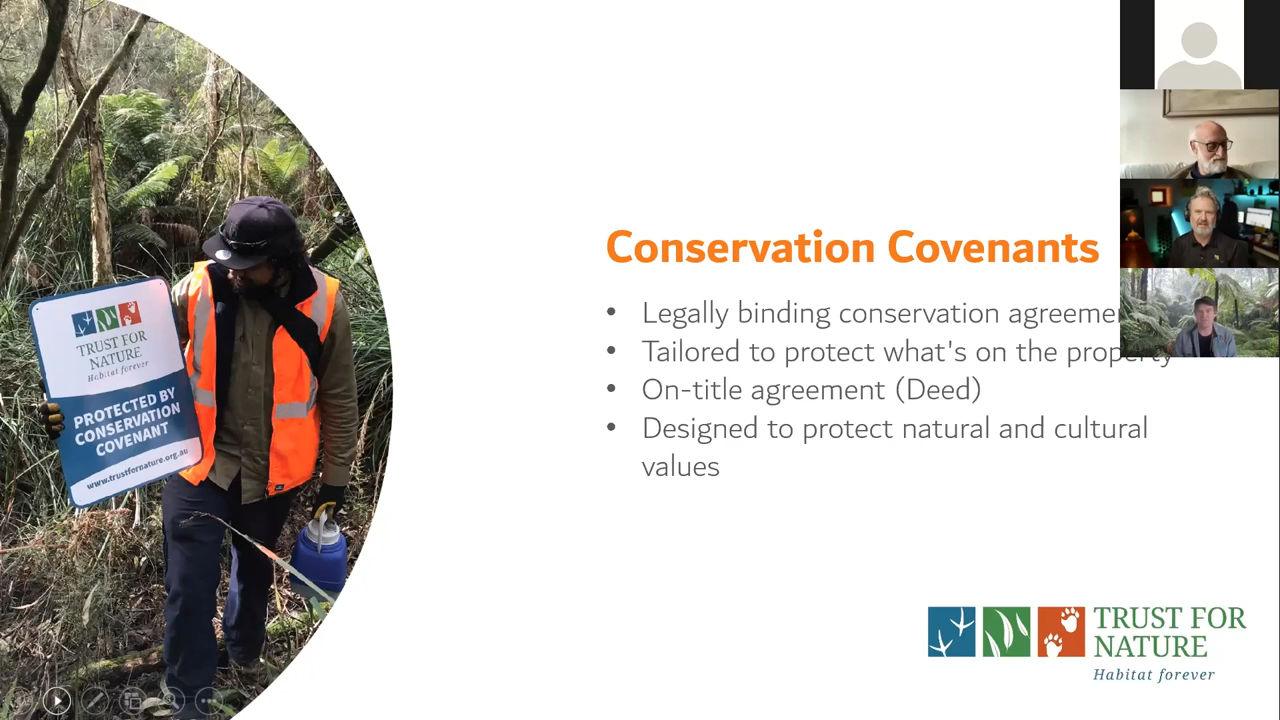 TRUST FOR
NATURE
Habitat forever
PROTECTED BY
CONSERVATION
COVENANT
www.trustfornature.org.au
Conservation Covenants
• Legally binding conservation
• Tailored to protect what's on the property
• On-title agreement (Deed)
• Designed to protect natural and cultural
values
TRUST FOR
NATURE
Habitat forever